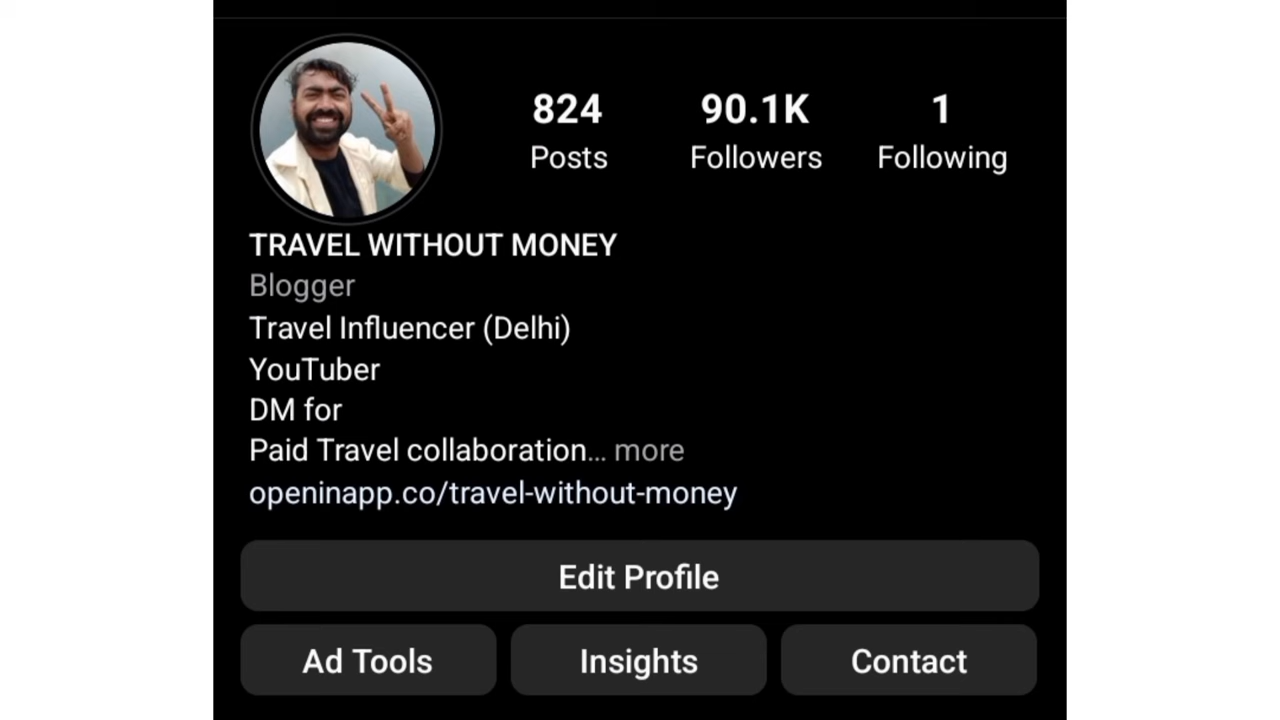 824 90.1K 1
Posts Followers Following
TRAVEL WITHOUT MONEY
Blogger
Travel Influencer (Delhi)
YouTuber
DM for
Paid Travel collaboration... more
openinapp.co/travel-without-money
Edit Profile
Ad Tools Insights Contact